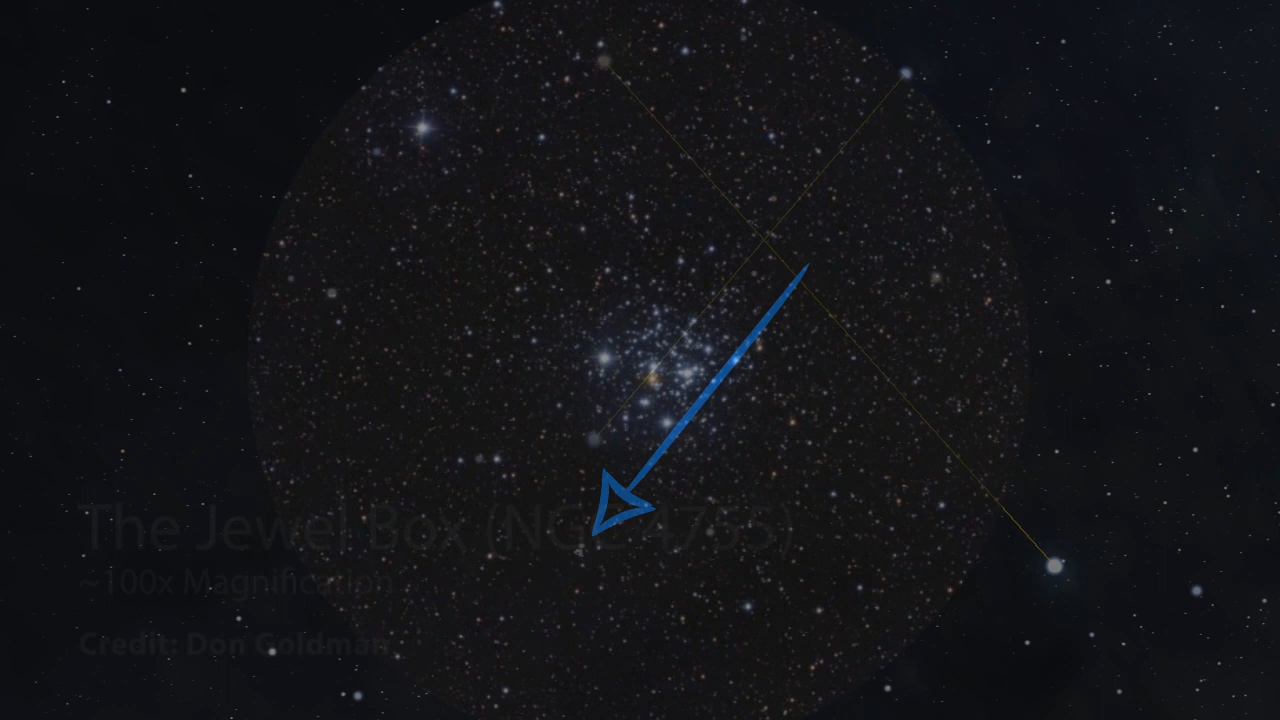 The Jewel Box (NGC 4755)
~100x Magnification
Credit: Don Goldman